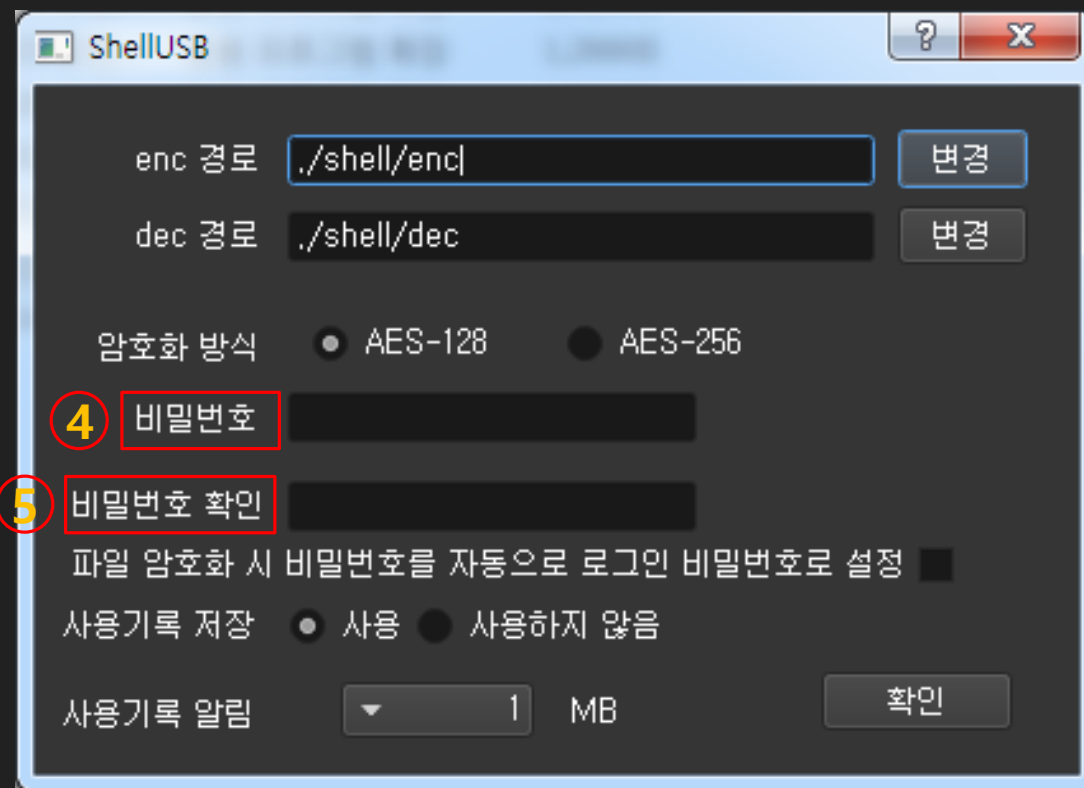 ShellUSB
enc 경로 ./shell/enc 변경
dec 경로 ./shell/dec 변경
암호화 방식 AES-128 AES-256
④ 비밀번호
⑤ 비밀번호 확인
파일 암호화 시 비밀번호를 자동으로 로그인 비밀번호로 설정
사용기록 저장 사용 사용하지 않음
사용기록 알림 1 MB 확인